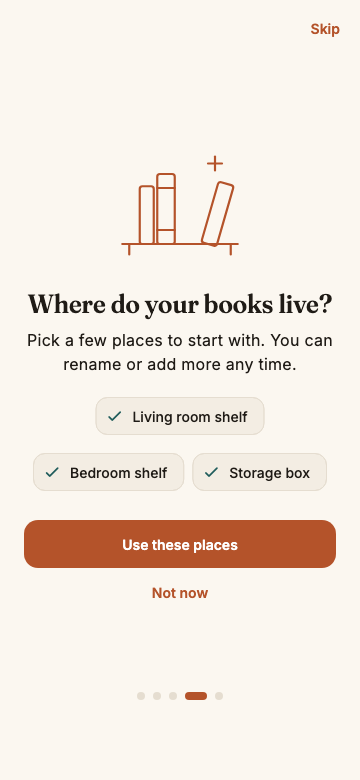 Skip
Where do your books live?
Pick a few places to start with. You can
rename or add more any time.
Living room shelf
Bedroom shelf
Storage box
Use these places
Not now